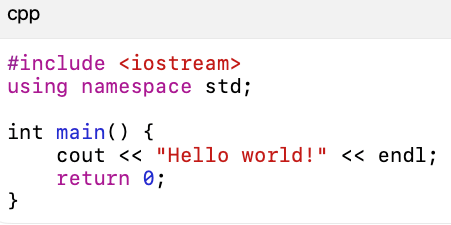 cpp
#include <iostream>
using namespace std;
int main() {
    cout << "Hello world!" << endl;
    return 0;
}